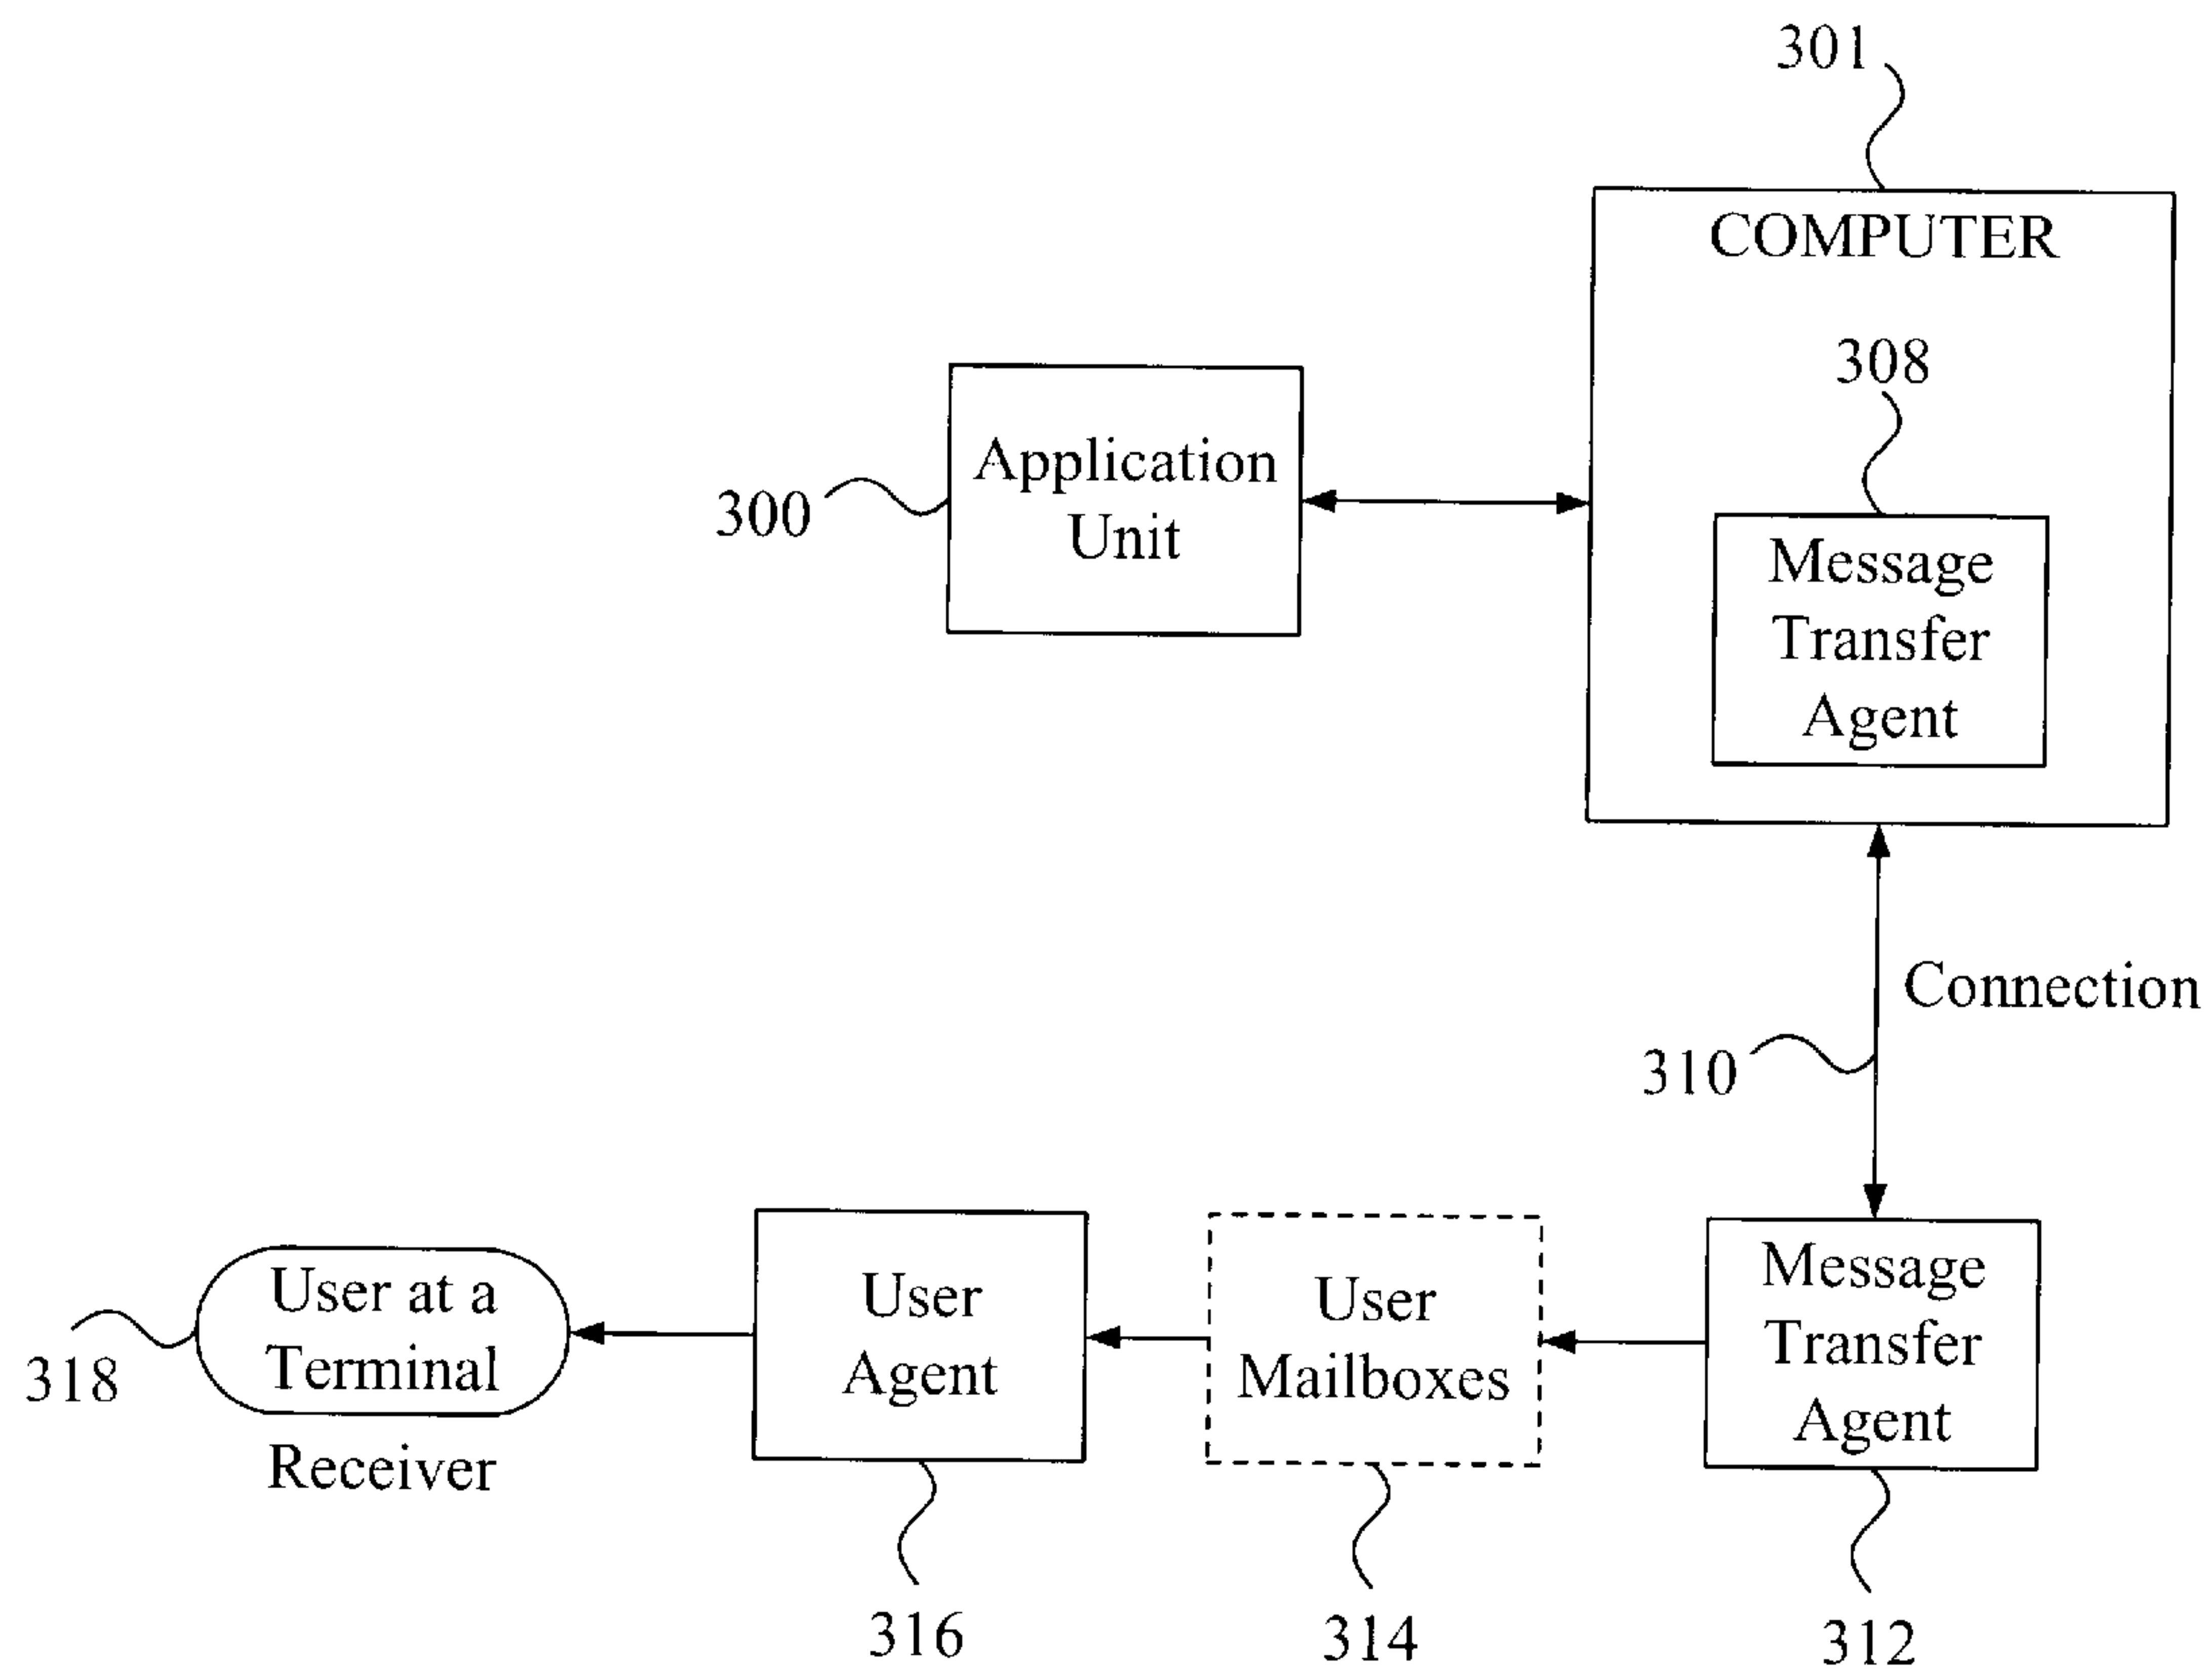 301
COMPUTER
308
Application
Unit
300
Message
Transfer
Agent
Connection
310
User at a
Terminal
Receiver
318
User
Agent
316
User
Mailboxes
314
Message
Transfer
Agent
312